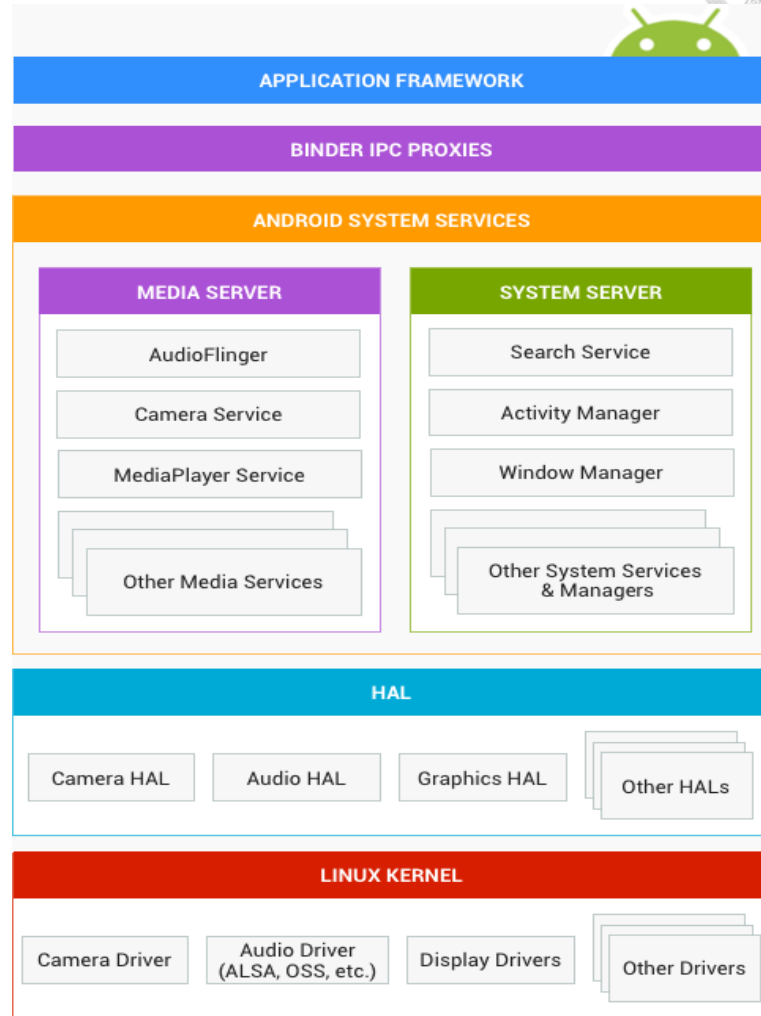 APPLICATION FRAMEWORK
BINDER IPC PROXIES
ANDROID SYSTEM SERVICES
MEDIA SERVER
AudioFlinger
Camera Service
MediaPlayer Service
Other Media Services
SYSTEM SERVER
Search Service
Activity Manager
Window Manager
Other System Services
& Managers
HAL
Camera HAL
Audio HAL
Graphics HAL
Other HALs
LINUX KERNEL
Camera Driver
Audio Driver
(ALSA, OSS, etc.)
Display Drivers
Other Drivers